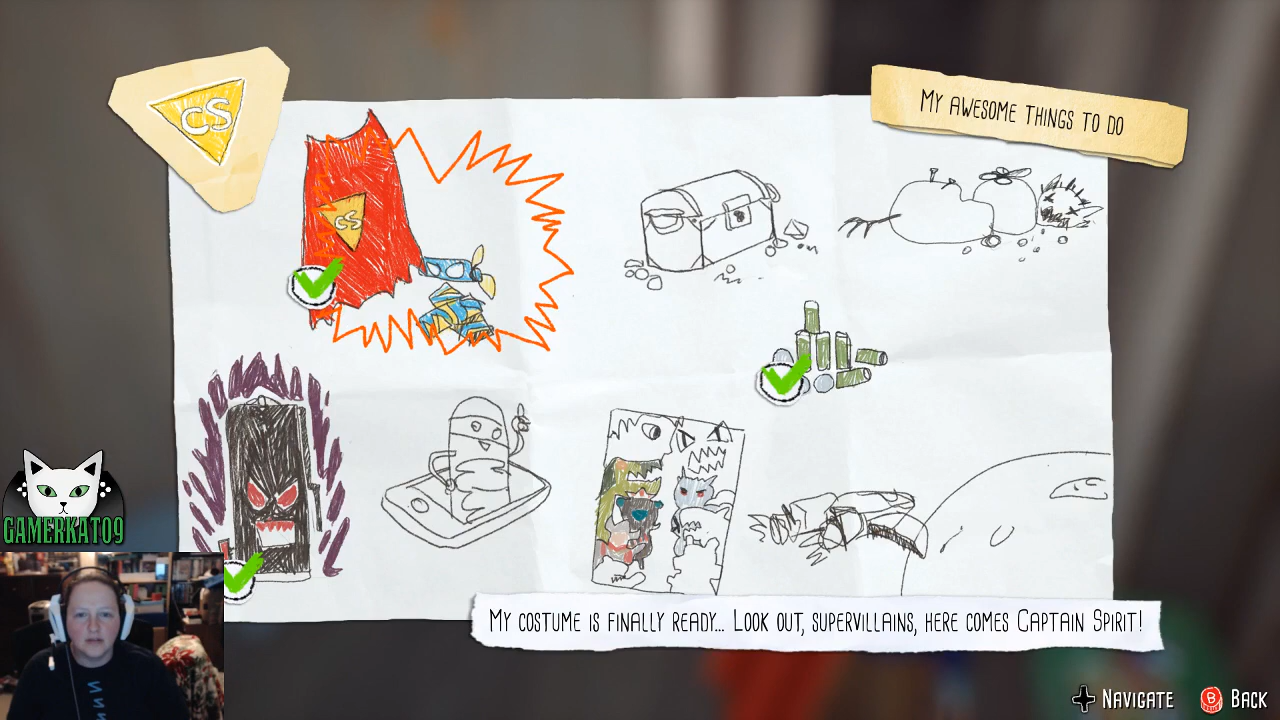 CS
MY AWESOME THINGS TO DO
CS
GAMERKAT09
MY COSTUME IS FINALLY READY... LOOK OUT, SUPERVILLAINS, HERE COMES CAPTAIN SPIRIT!
NAVIGATE
B BACK